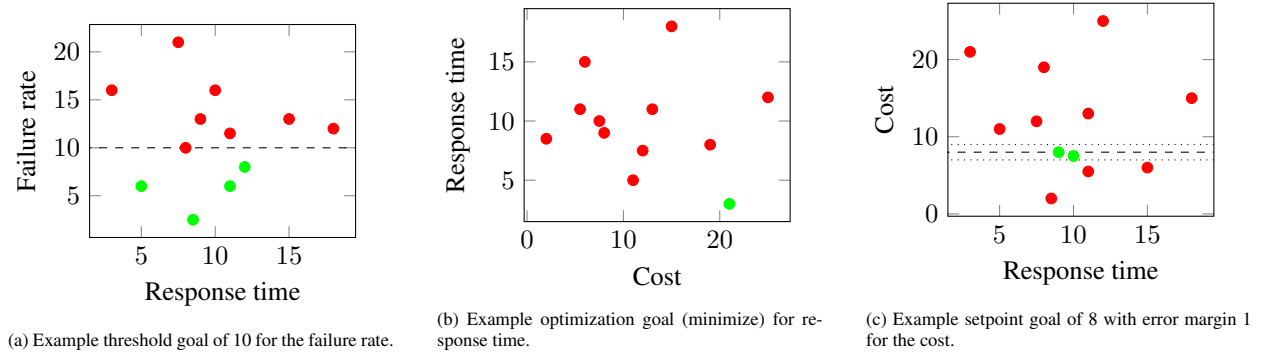 20
15
10
5
Failure rate
5 10 15
Response time
(a) Example threshold goal of 10 for the failure rate.
15
10
5
Response time
0 10 20
Cost
(b) Example optimization goal (minimize) for re-
sponse time.
20
10
0
Cost
5 10 15
Response time
(c) Example setpoint goal of 8 with error margin 1
for the cost.